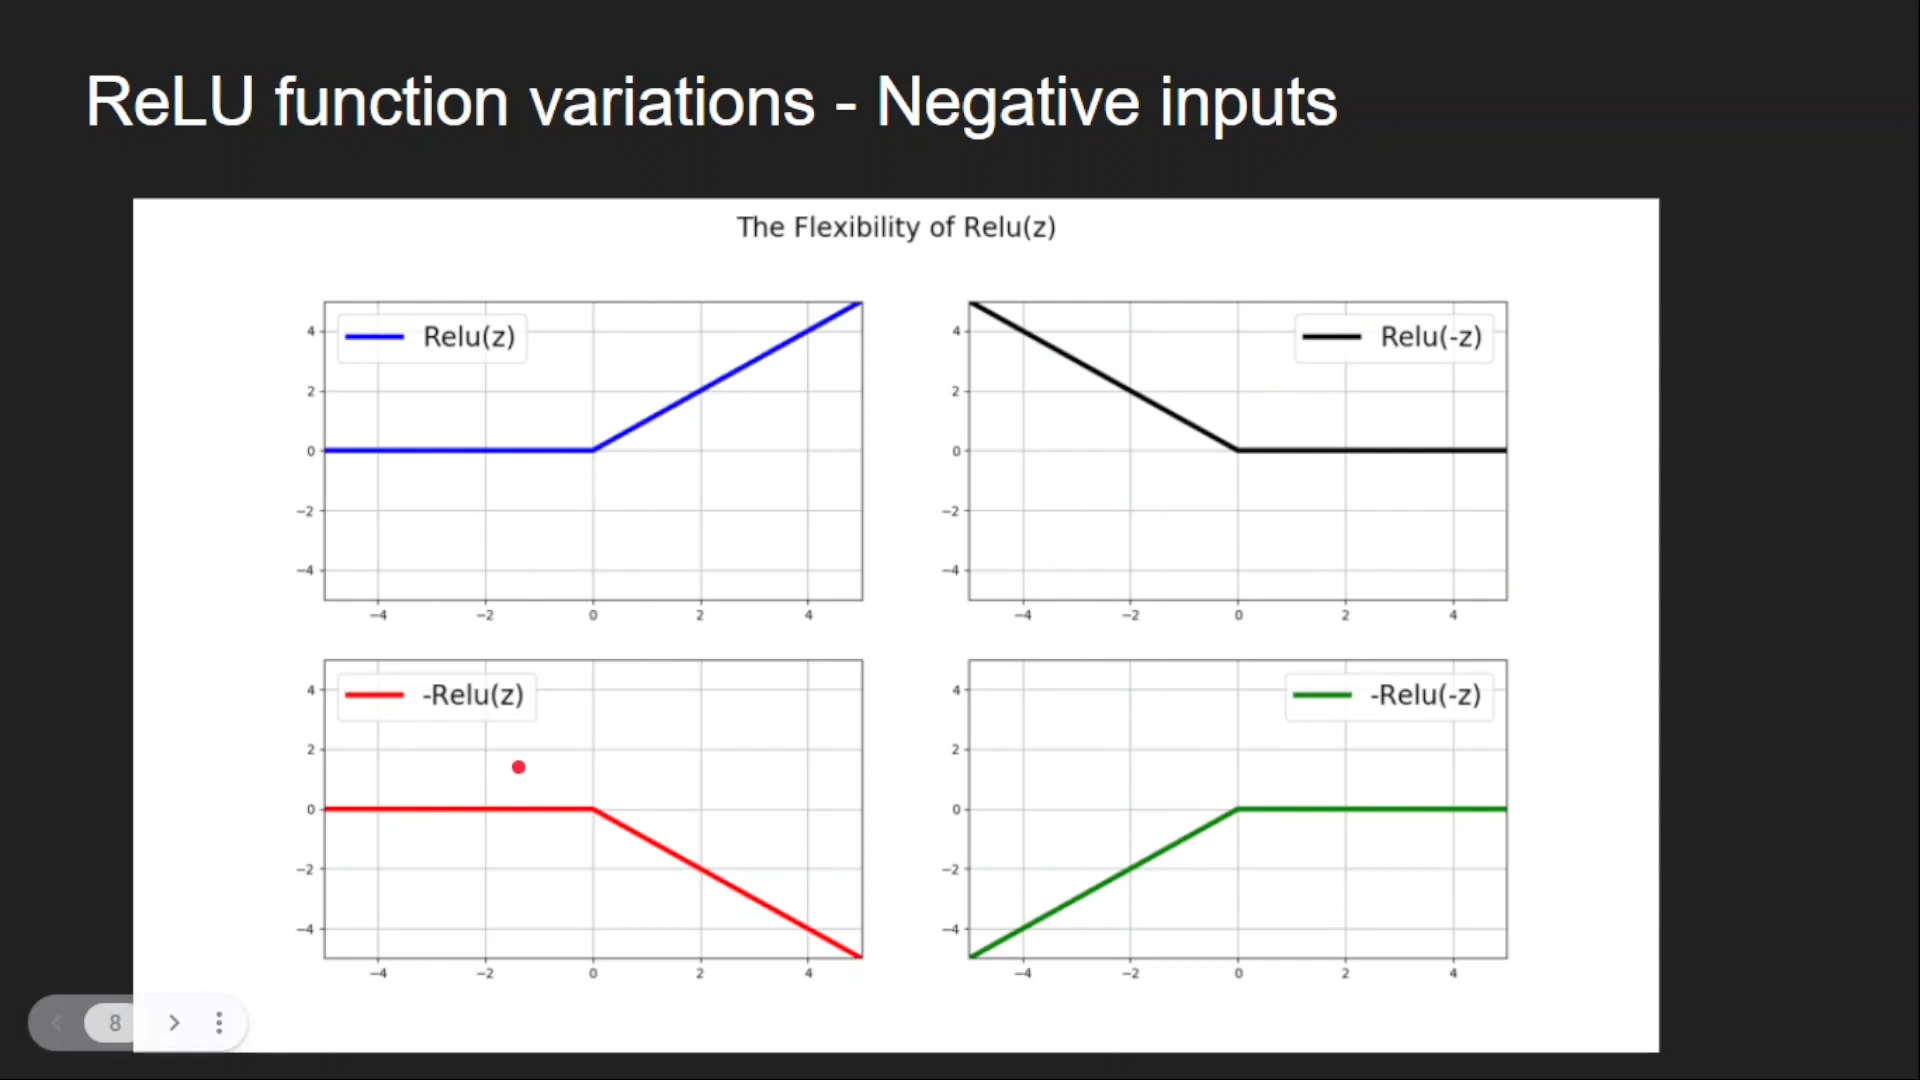 ReLU function variations - Negative inputs
The Flexibility of Relu(z)
Relu(z)
4
2
0
−2
−4
−4 −2 0 2 4
Relu(-z)
4
2
0
−2
−4
−4 −2 0 2 4
-Relu(z)
4
2
0
−2
−4
−4 −2 0 2 4
-Relu(-z)
4
2
0
−2
−4
−4 −2 0 2 4
8